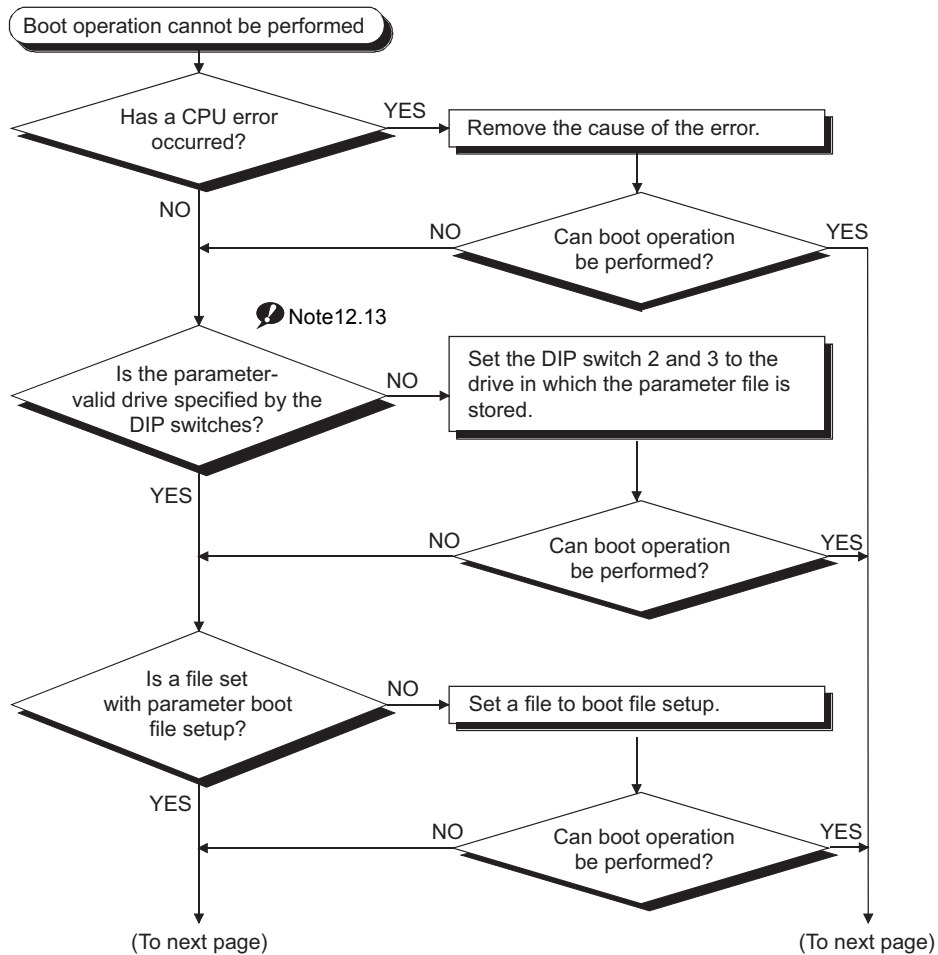 Boot operation cannot be performed
Has a CPU error
occurred?
YES
Remove the cause of the error.
NO
Can boot operation
be performed?
NO
YES
Note12.13
Is the parameter-
valid drive specified by the
DIP switches?
NO
Set the DIP switch 2 and 3 to the
drive in which the parameter file is
stored.
YES
Can boot operation
be performed?
NO
YES
Is a file set
with parameter boot
file setup?
NO
Set a file to boot file setup.
YES
Can boot operation
be performed?
NO
YES
(To next page)
(To next page)